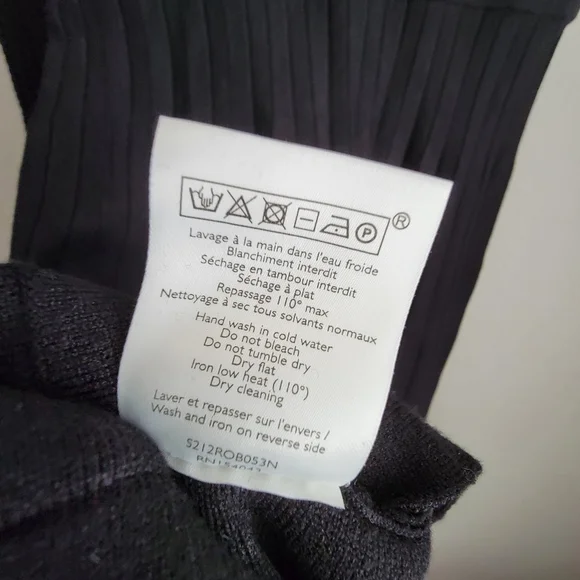 P ®
Lavage à la main dans l'eau froide
Blanchiment interdit
Séchage en tambour interdit
Séchage à plat
Repassage 110° max
Nettoyage à sec tous solvants normaux
Hand wash in cold water
Do not bleach
Do not tumble dry
Dry flat
Iron low heat (110°)
Dry cleaning
Laver et repasser sur l'envers /
Wash and iron on reverse side
S212ROB053N